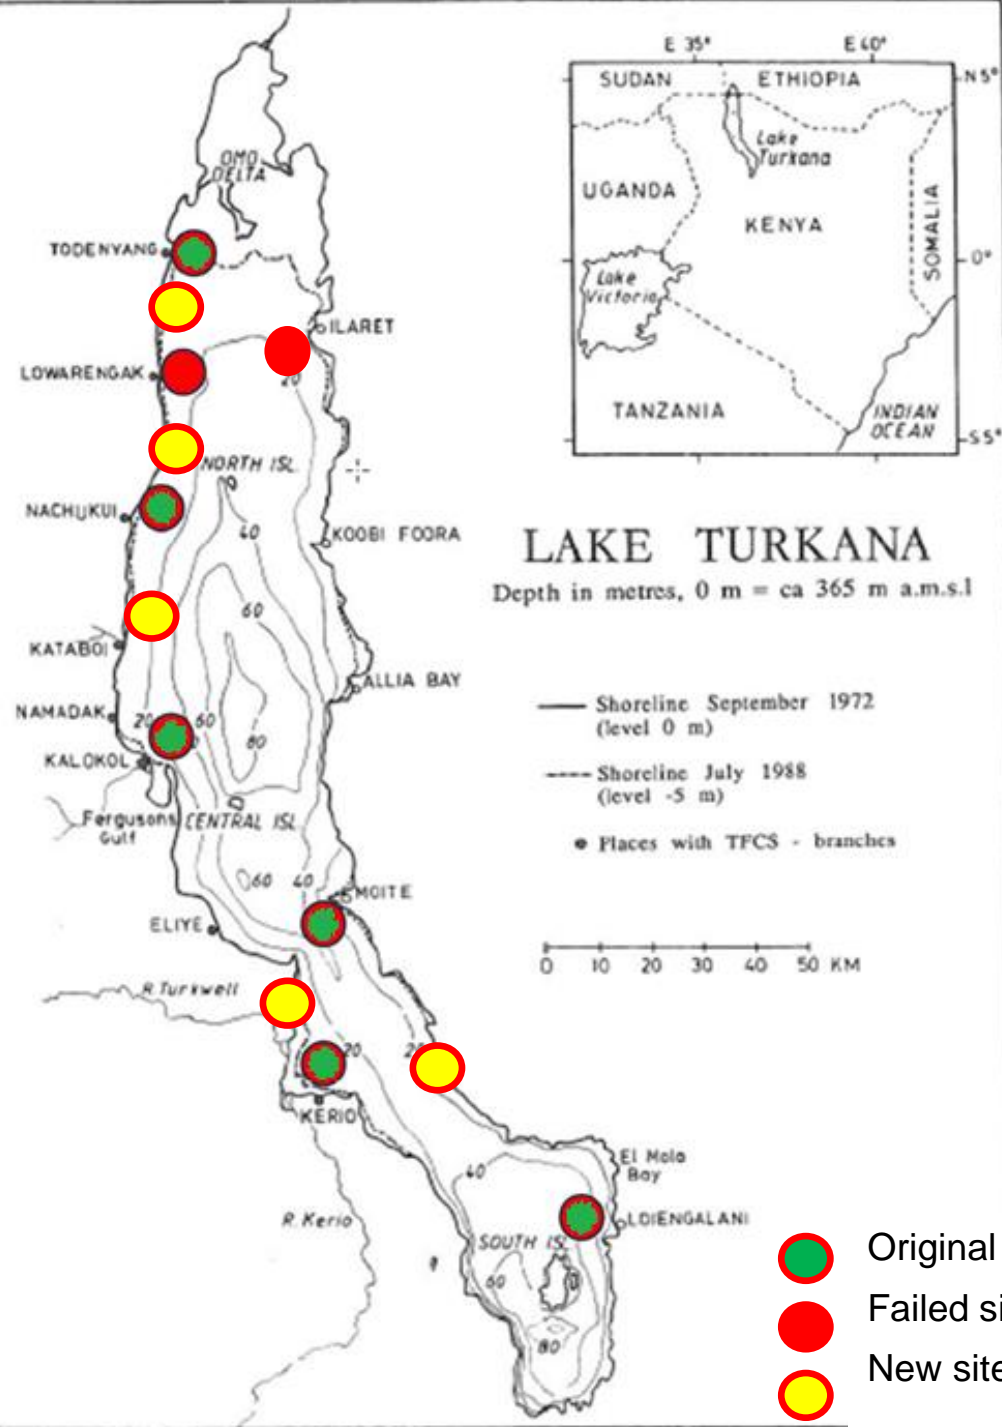 E 35° E 40°
SUDAN ETHIOPIA
N 5°
Lake
Turkana
UGANDA
KENYA
SOMALIA
0°
Lake
Victoria
TANZANIA
INDIAN
OCEAN
S 5°
OMO
DELTA
TODENYANG
ILARET
LOWARENGAK
20
NORTH ISL.
NACHUKUI
40
KOOBI FOORA
LAKE TURKANA
Depth in metres, 0 m = ca 365 m a.m.s.l
60
KATABOI
ALLIA BAY
NAMADAK
20
60
80
KALOKOL
Shoreline September 1972
(level 0 m)
Shoreline July 1988
(level -5 m)
Places with TFCS - branches
Fergusons
Gulf
CENTRAL ISL.
60 40
MOITE
ELIYE
0 10 20 30 40 50 KM
R. Turkwell
20
KERIO
El Molo
Bay
40
R. Kerio
LOIENGALANI
SOUTH ISL.
60
80
Original
Failed si
New site